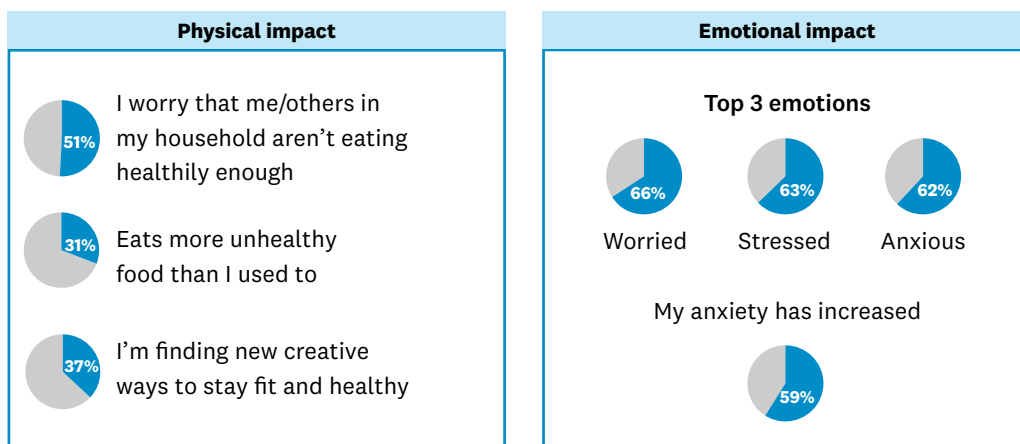 Physical impact
51%
I worry that me/others in
my household aren’t eating
healthily enough
31%
Eats more unhealthy
food than I used to
37%
I’m finding new creative
ways to stay fit and healthy
Emotional impact
Top 3 emotions
66%
63%
62%
Worried
Stressed
Anxious
My anxiety has increased
59%